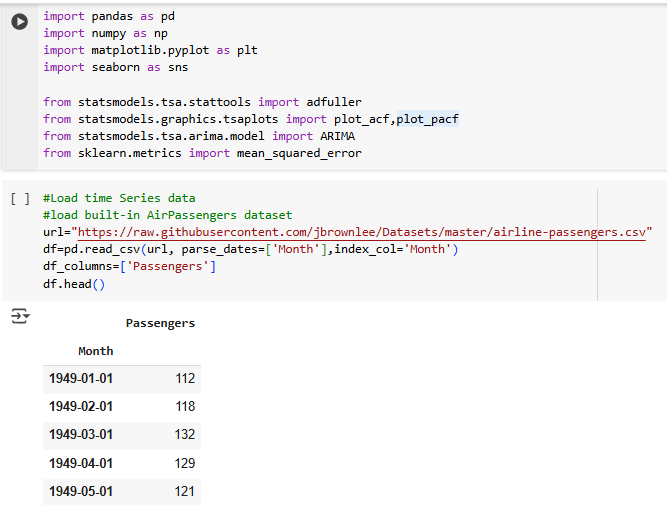 import pandas as pd
import numpy as np
import matplotlib.pyplot as plt
import seaborn as sns
from statsmodels.tsa.stattools import adfuller
from statsmodels.graphics.tsaplots import plot_acf,plot_pacf
from statsmodels.tsa.arima.model import ARIMA
from sklearn.metrics import mean_squared_error
[ ] #Load time Series data
#load built-in AirPassengers dataset
url="https://raw.githubusercontent.com/jbrownlee/Datasets/master/airline-passengers.csv"
df=pd.read_csv(url, parse_dates=['Month'],index_col='Month')
df_columns=['Passengers']
df.head()
Passengers
Month
1949-01-01 112
1949-02-01 118
1949-03-01 132
1949-04-01 129
1949-05-01 121